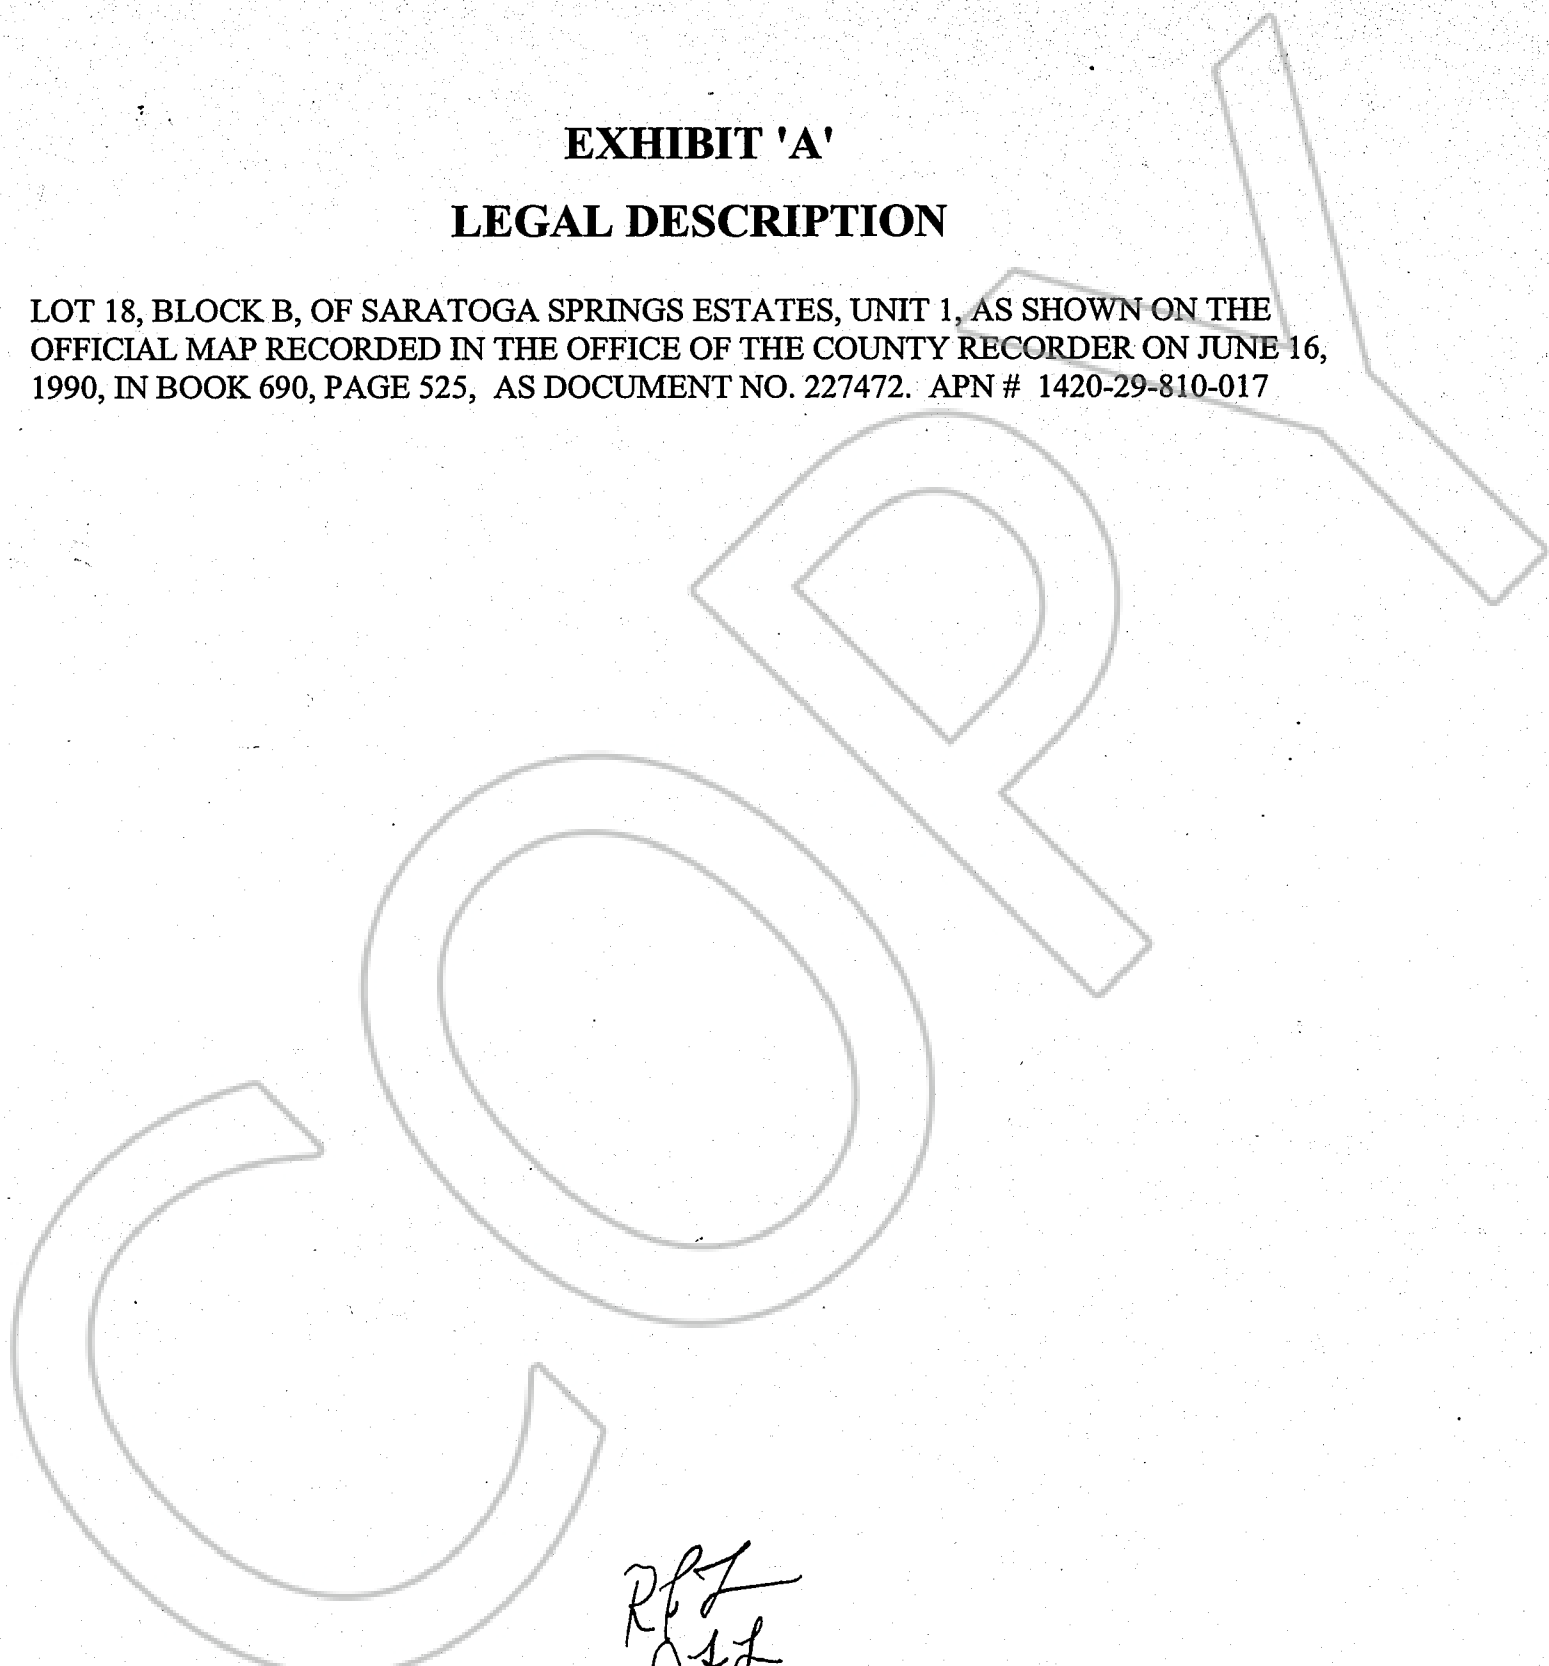 EXHIBIT 'A'
LEGAL DESCRIPTION
LOT 18, BLOCK B, OF SARATOGA SPRINGS ESTATES, UNIT 1, AS SHOWN ON THE
OFFICIAL MAP RECORDED IN THE OFFICE OF THE COUNTY RECORDER ON JUNE 16,
1990, IN BOOK 690, PAGE 525,  AS DOCUMENT NO. 227472.  APN #  1420-29-810-017
COPY